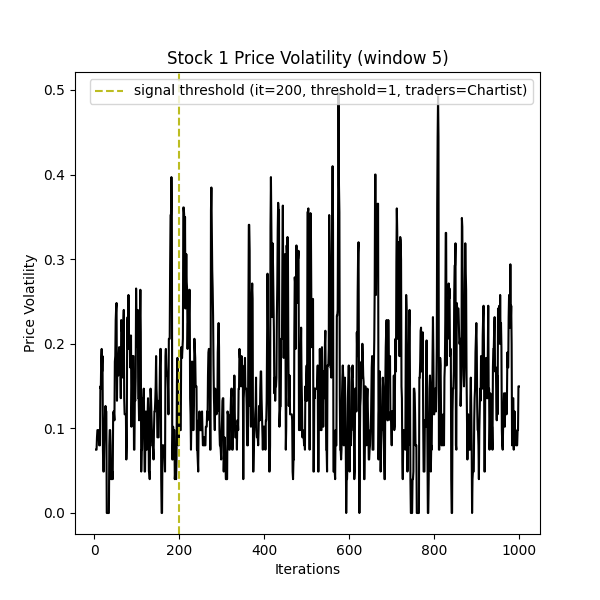 Stock 1 Price Volatility (window 5)
signal threshold (it=200, threshold=1, traders=Chartist)
Price Volatility
0.5
0.4
0.3
0.2
0.1
0.0
0 200 400 600 800 1000
Iterations